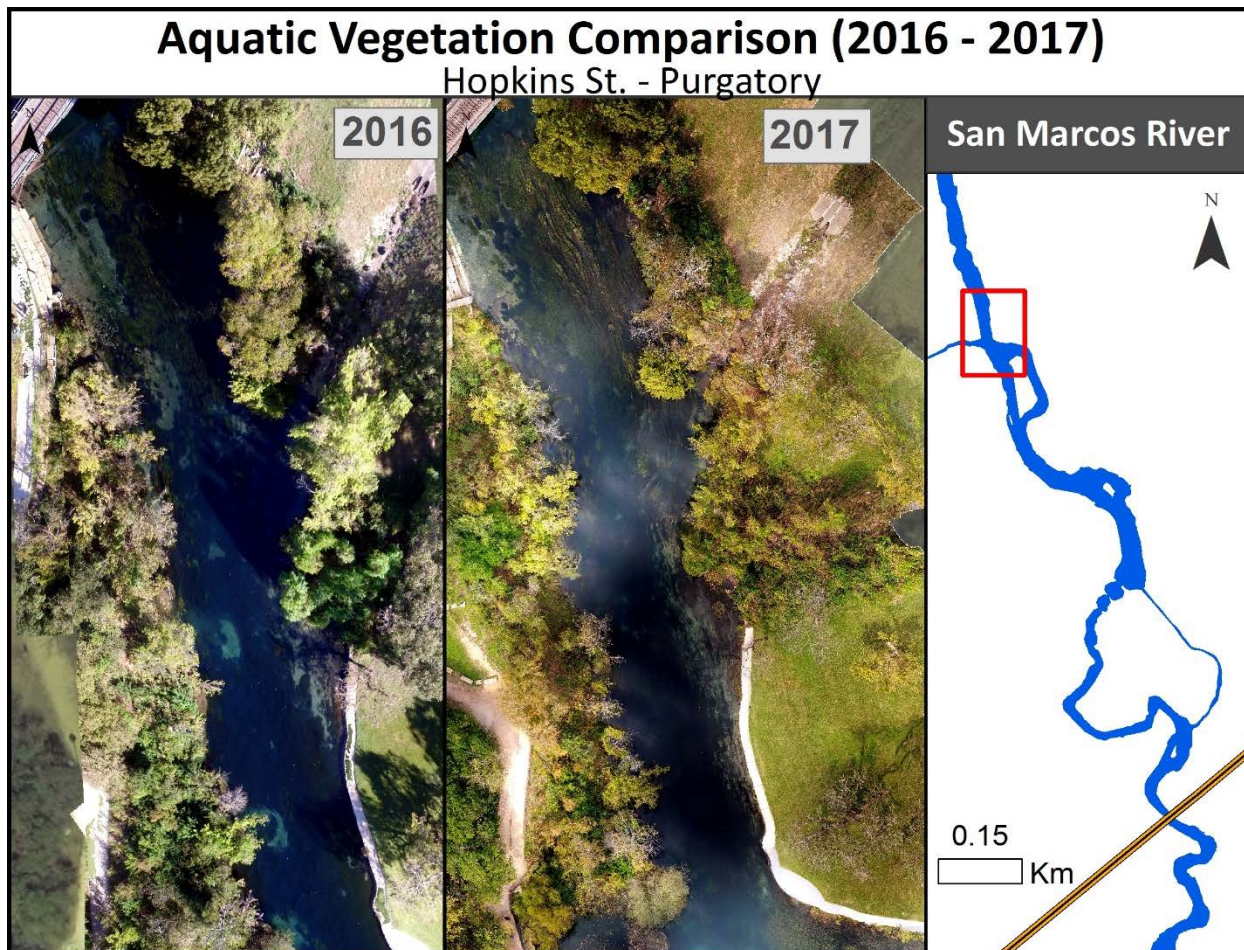 Aquatic Vegetation Comparison (2016 - 2017)
Hopkins St. - Purgatory
2016
2017
San Marcos River
N
0.15
Km